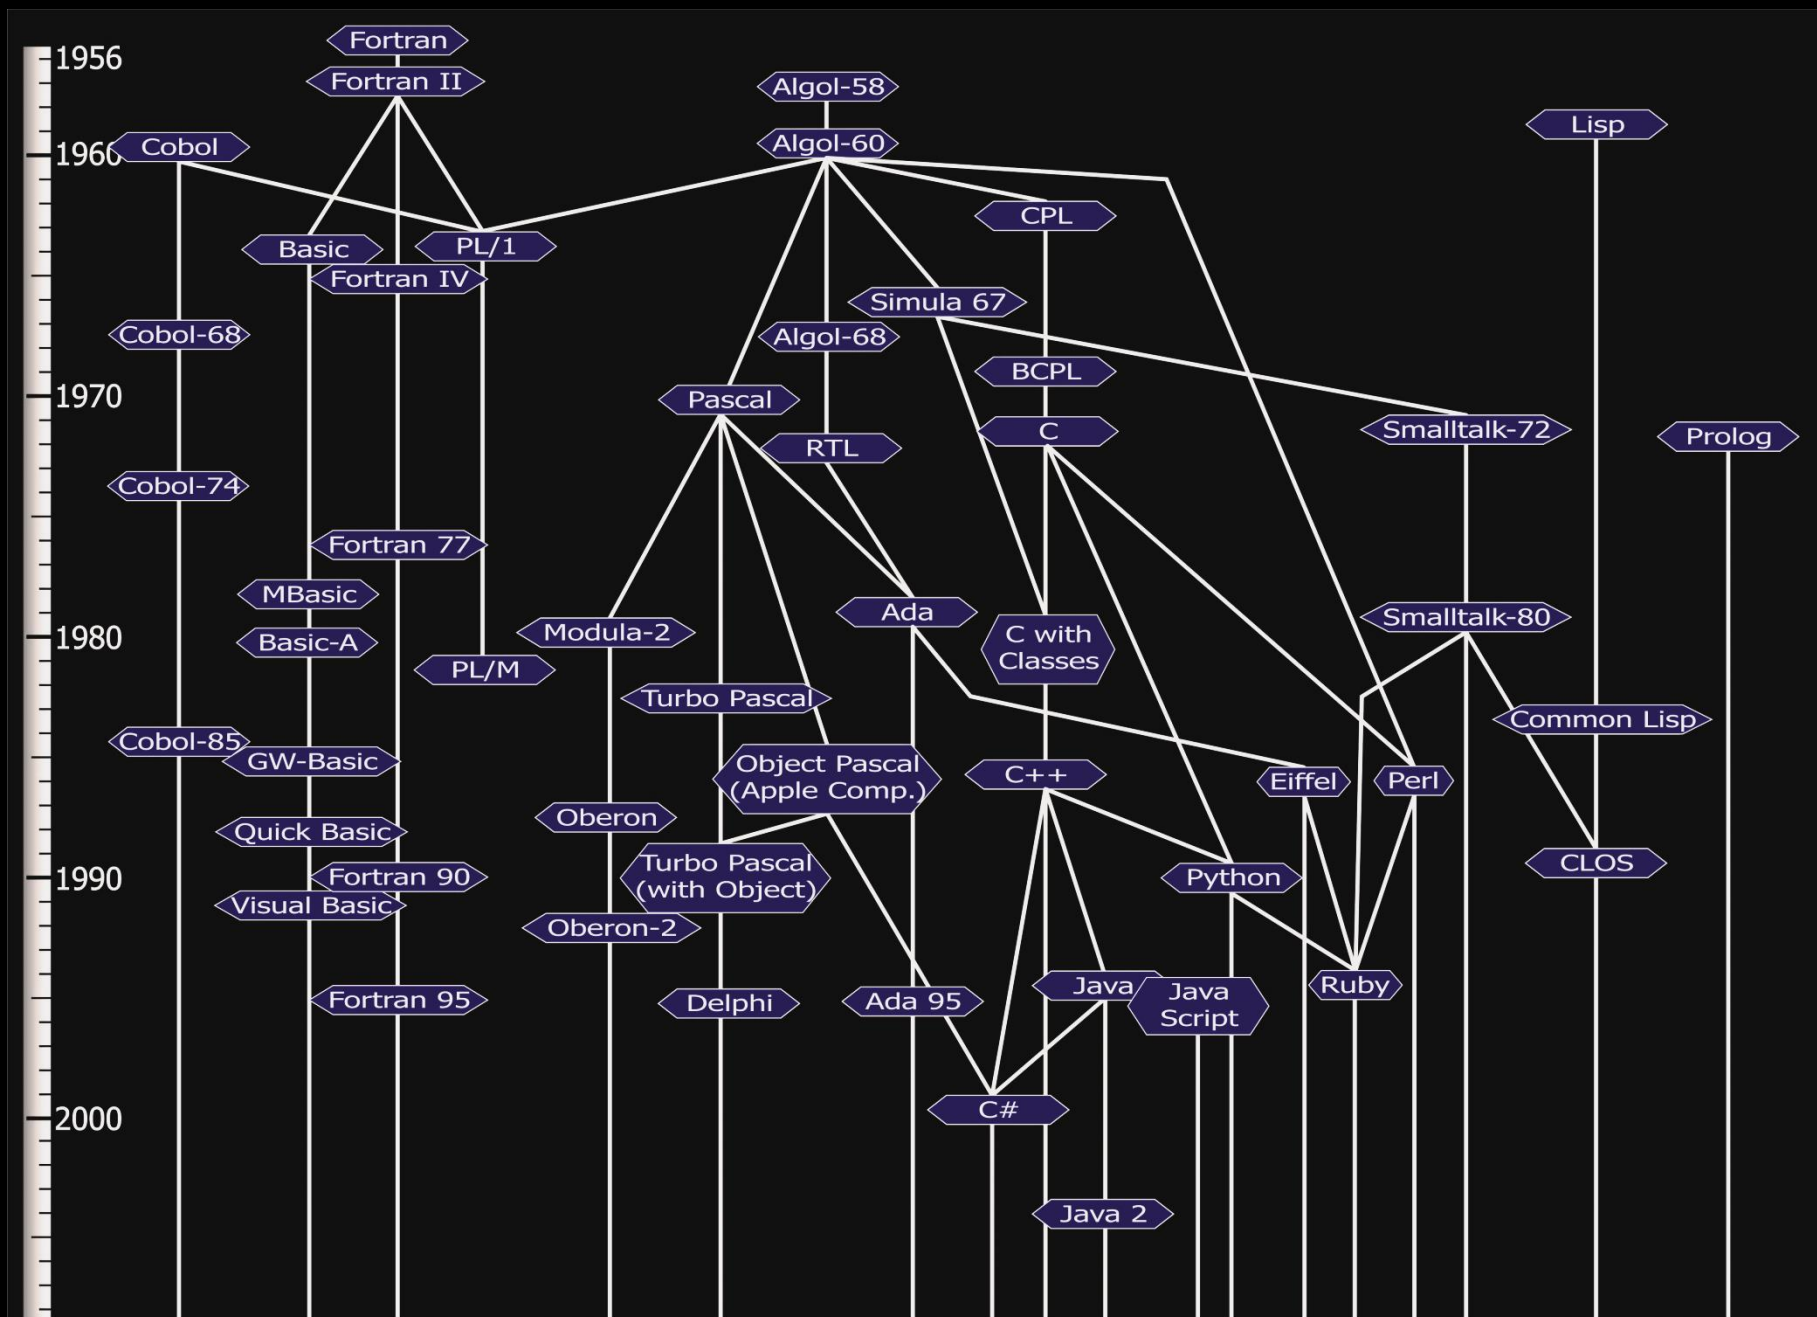 Fortran
1956
Fortran II
Algol-58
Lisp
Cobol
1960
Algol-60
CPL
Basic
PL/1
Fortran IV
Simula 67
Cobol-68
Algol-68
BCPL
1970
Pascal
C
Smalltalk-72
Prolog
RTL
Cobol-74
Fortran 77
MBasic
Ada
Smalltalk-80
1980
Basic-A
Modula-2
C with
Classes
PL/M
Turbo Pascal
Common Lisp
Cobol-85
GW-Basic
Object Pascal
(Apple Comp.)
C++
Eiffel
Perl
Oberon
Quick Basic
Turbo Pascal
(with Object)
CLOS
1990
Fortran 90
Python
Visual Basic
Oberon-2
Fortran 95
Delphi
Ada 95
Java
Java
Script
Ruby
C#
2000
Java 2